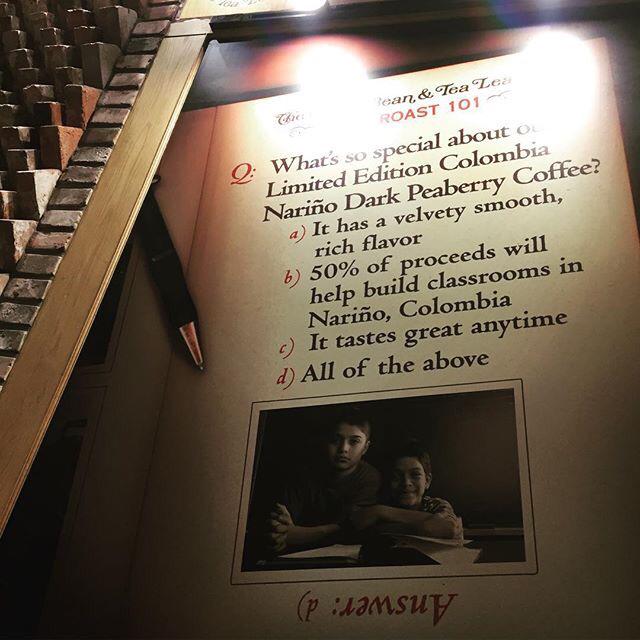 Bean & Tea Lea
ROAST 101
Q: What's so special about
Limited Edition Colombia
Nariño Dark Peaberry Coffee?
a) It has a velvety smooth,
rich flavor
b) 50% of proceeds will
help build classrooms in
Nariño, Colombia
c) It tastes great anytime
d) All of the above
Answer: d)